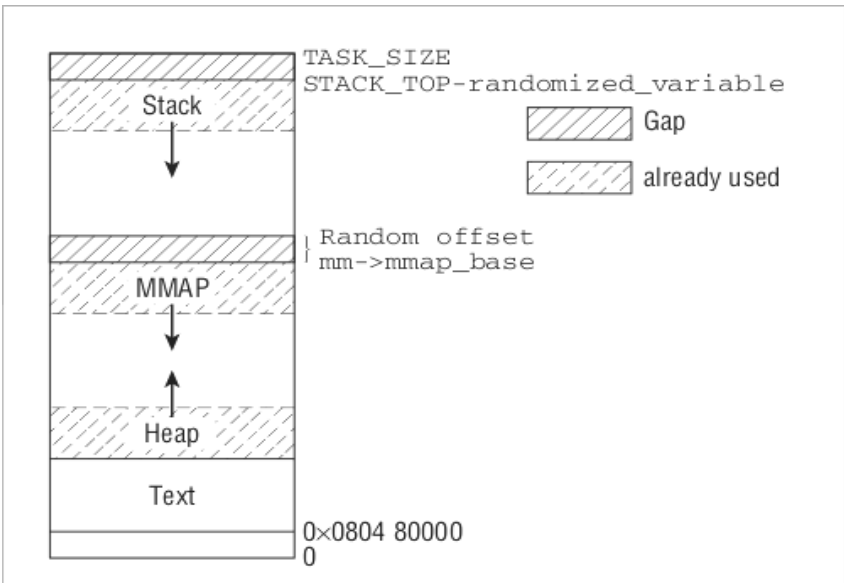 TASK_SIZE
STACK_TOP-randomized_variable
Stack
Gap
already used
Random offset
mm->mmap_base
MMAP
Heap
Text
0×0804 80000
0